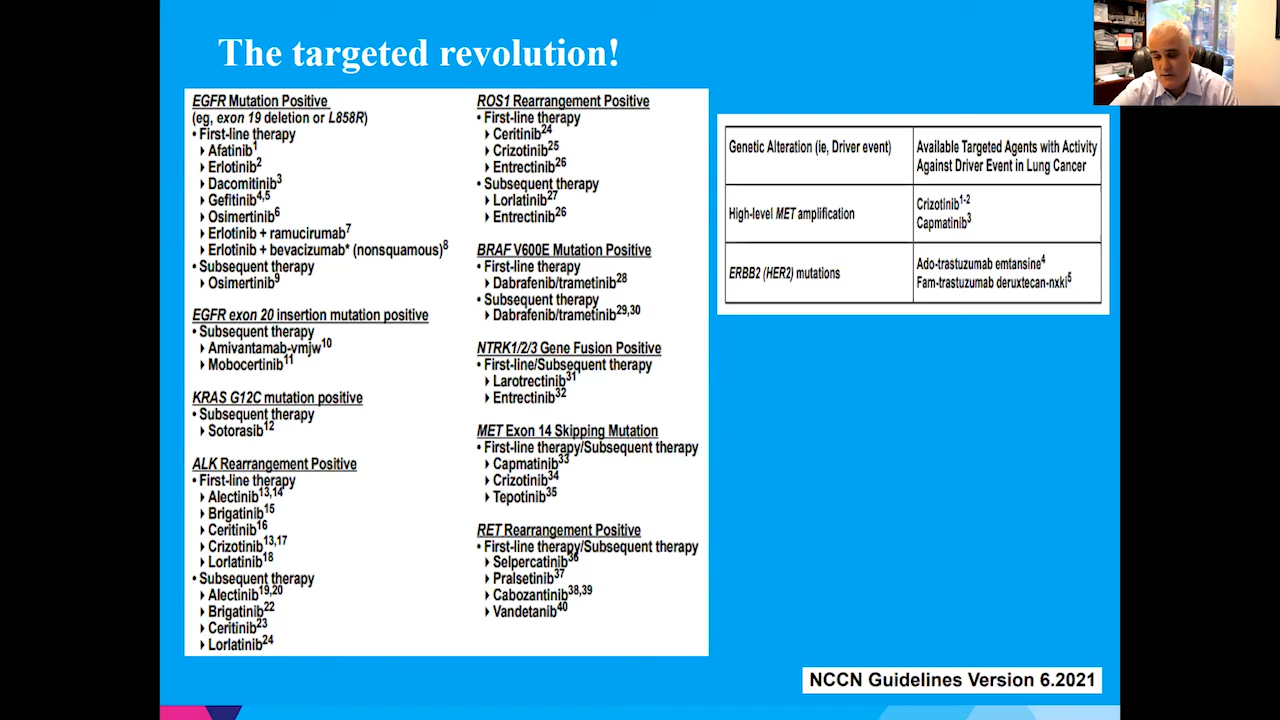 The targeted revolution!
EGFR Mutation Positive
(eg, exon 19 deletion or L858R)
• First-line therapy
Afatinib1
Erlotinib2
Dacomitinib3
Gefitinib4,5
Osimertinib6
Erlotinib + ramucirumab7
Erlotinib + bevacizumab* (nonsquamous)8
• Subsequent therapy
Osimertinib9
EGFR exon 20 insertion mutation positive
• Subsequent therapy
Amivantamab-vmjw10
Mobocertinib11
KRAS G12C mutation positive
• Subsequent therapy
Sotorasib12
ALK Rearrangement Positive
• First-line therapy
Alectinib13,14
Brigatinib15
Ceritinib16
Crizotinib13,17
Lorlatinib18
• Subsequent therapy
Alectinib19,20
Brigatinib22
Ceritinib23
Lorlatinib24
ROS1 Rearrangement Positive
• First-line therapy
Ceritinib24
Crizotinib25
Entrectinib26
• Subsequent therapy
Lorlatinib27
Entrectinib26
BRAF V600E Mutation Positive
• First-line therapy
Dabrafenib/trametinib28
• Subsequent therapy
Dabrafenib/trametinib29,30
NTRK1/2/3 Gene Fusion Positive
• First-line/Subsequent therapy
Larotrectinib31
Entrectinib32
MET Exon 14 Skipping Mutation
• First-line therapy/Subsequent therapy
Capmatinib33
Crizotinib34
Tepotinib35
RET Rearrangement Positive
• First-line therapy/Subsequent therapy
Selpercatinib36
Pralsetinib37
Cabozantinib38,39
Vandetanib40
Genetic Alteration (ie, Driver event)
Available Targeted Agents with Activity
Against Driver Event in Lung Cancer
High-level MET amplification
Crizotinib1-2
Capmatinib3
ERBB2 (HER2) mutations
Ado-trastuzumab emtansine4
Fam-trastuzumab deruxtecan-nxki5
NCCN Guidelines Version 6.2021